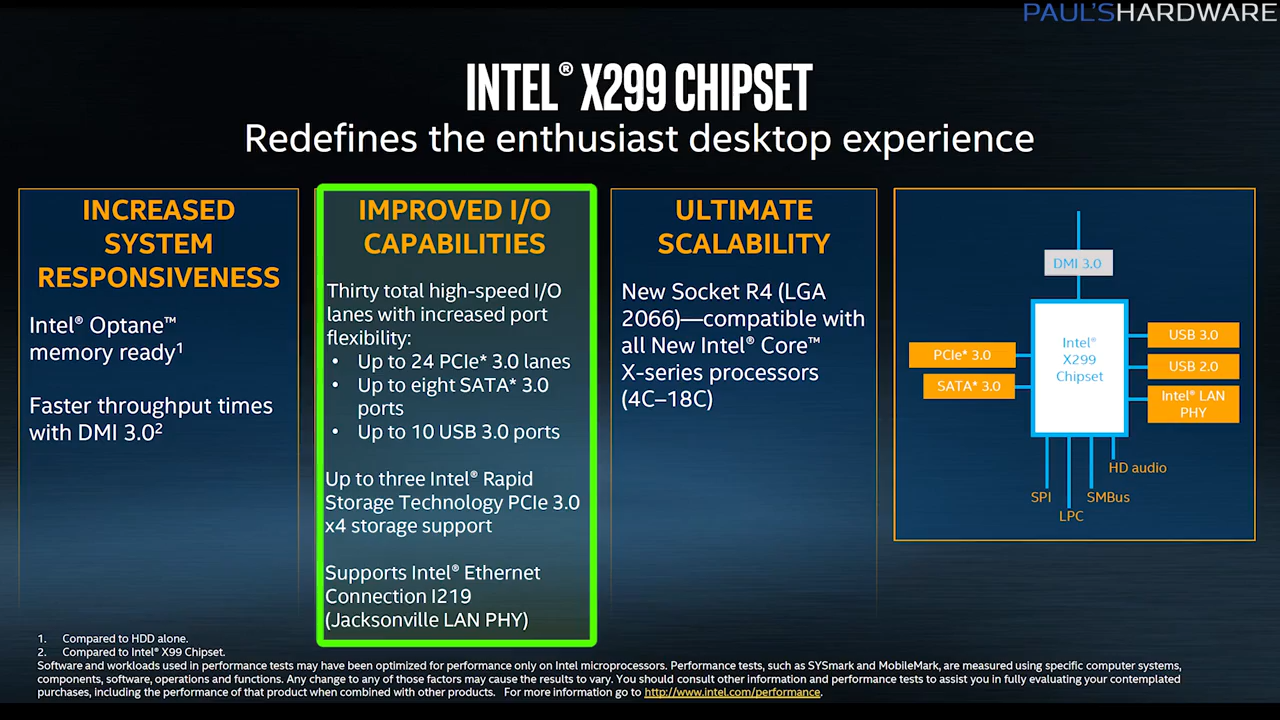 PAUL'SHARDWARE
INTEL® X299 CHIPSET
Redefines the enthusiast desktop experience
INCREASED
SYSTEM
RESPONSIVENESS
Intel® Optane™
memory ready¹
Faster throughput times
with DMI 3.0²
IMPROVED I/O
CAPABILITIES
Thirty total high-speed I/O
lanes with increased port
flexibility:
• Up to 24 PCIe* 3.0 lanes
• Up to eight SATA* 3.0
ports
• Up to 10 USB 3.0 ports
Up to three Intel® Rapid
Storage Technology PCIe 3.0
x4 storage support
Supports Intel® Ethernet
Connection I219
(Jacksonville LAN PHY)
ULTIMATE
SCALABILITY
New Socket R4 (LGA
2066)—compatible with
all New Intel® Core™
X-series processors
(4C–18C)
DMI 3.0
Intel®
X299
Chipset
PCIe* 3.0
SATA* 3.0
USB 3.0
USB 2.0
Intel® LAN
PHY
HD audio
SPI
SMBus
LPC
1. Compared to HDD alone.
2. Compared to Intel® X99 Chipset.
Software and workloads used in performance tests may have been optimized for performance only on Intel microprocessors. Performance tests, such as SYSmark and MobileMark, are measured using specific computer systems,
components, software, operations and functions. Any change to any of those factors may cause the results to vary. You should consult other information and performance tests to assist you in fully evaluating your contemplated
purchases, including the performance of that product when combined with other products. For more information go to http://www.intel.com/performance.